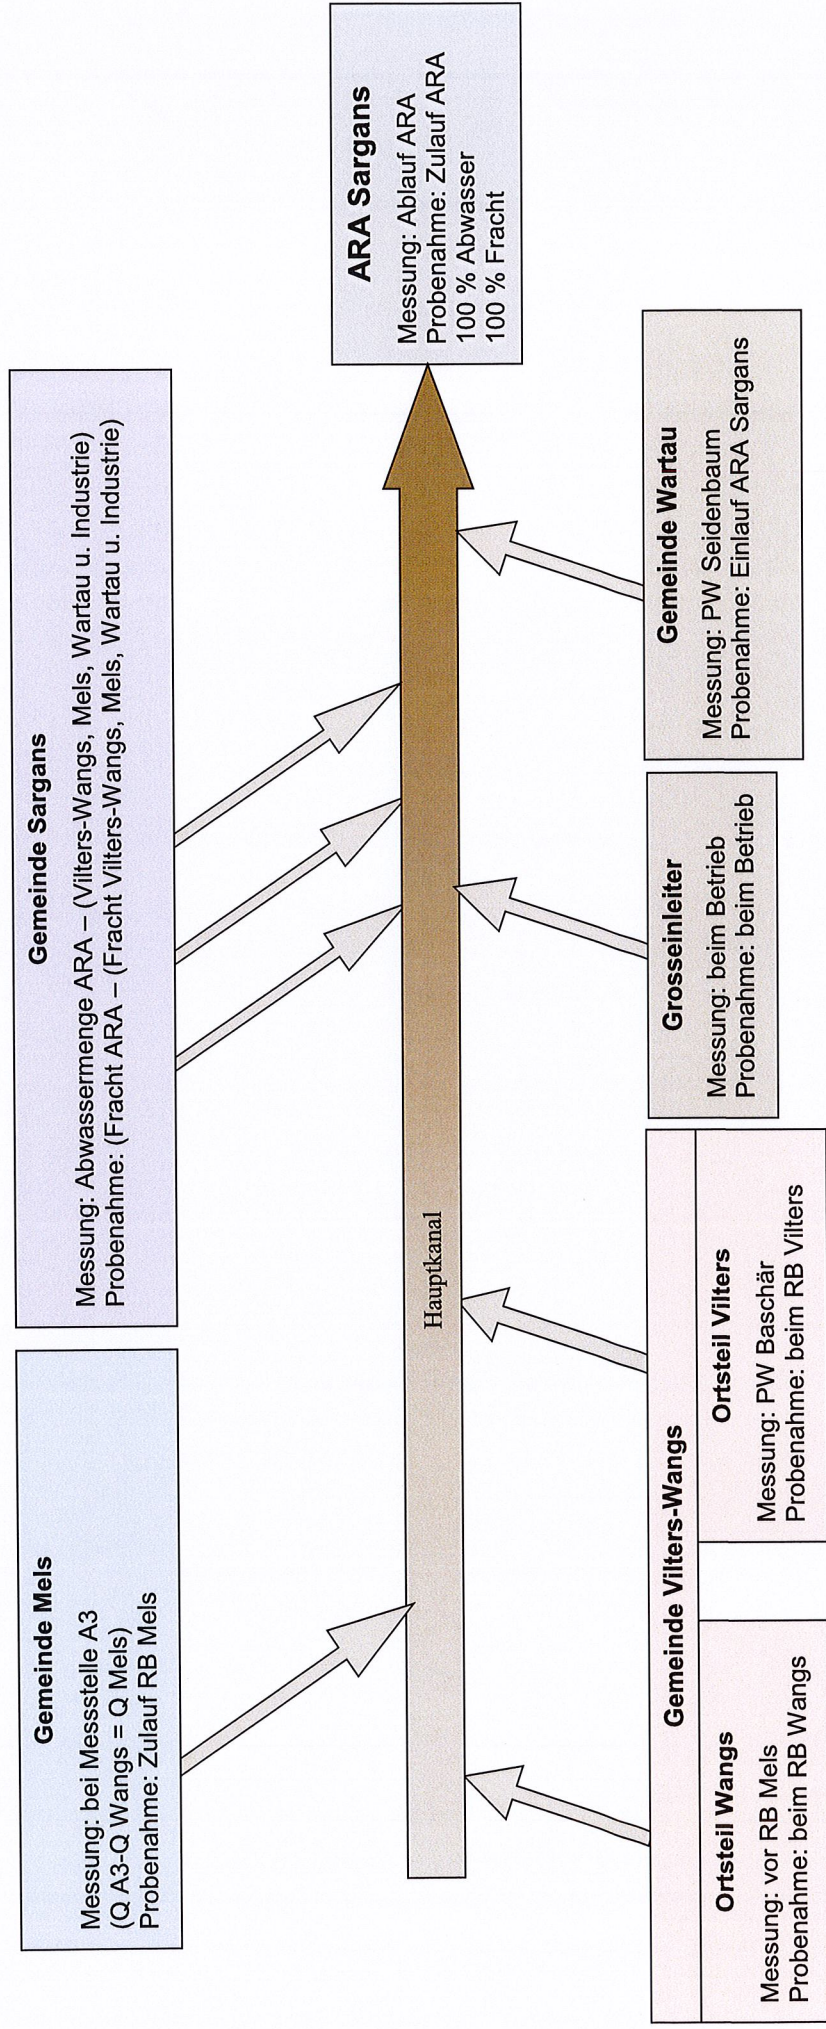 Gemeinde Mels
Messung: bei Messstelle A3
(Q A3-Q Wangs = Q Mels)
Probenahme: Zulauf RB Mels
Gemeinde Sargans
Messung: Abwassermenge ARA – (Vilters-Wangs, Mels, Wartau u. Industrie)
Probenahme: (Fracht ARA – (Fracht Vilters-Wangs, Mels, Wartau u. Industrie)
Hauptkanal
ARA Sargans
Messung: Ablauf ARA
Probenahme: Zulauf ARA
100 % Abwasser
100 % Fracht
Gemeinde Vilters-Wangs
Ortsteil Wangs
Messung: vor RB Mels
Probenahme: beim RB Wangs
Ortsteil Vilters
Messung: PW Baschär
Probenahme: beim RB Vilters
Grosseinleiter
Messung: beim Betrieb
Probenahme: beim Betrieb
Gemeinde Wartau
Messung: PW Seidenbaum
Probenahme: Einlauf ARA Sargans